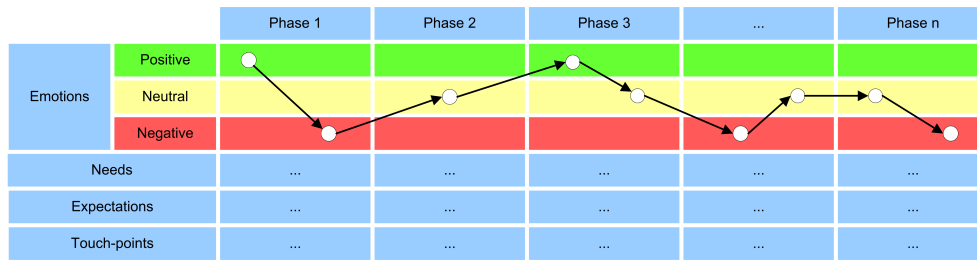 Phase 1 Phase 2 Phase 3 ... Phase n
Positive
Emotions Neutral
Negative
Needs ... ... ... ... ...
Expectations ... ... ... ... ...
Touch-points ... ... ... ... ...